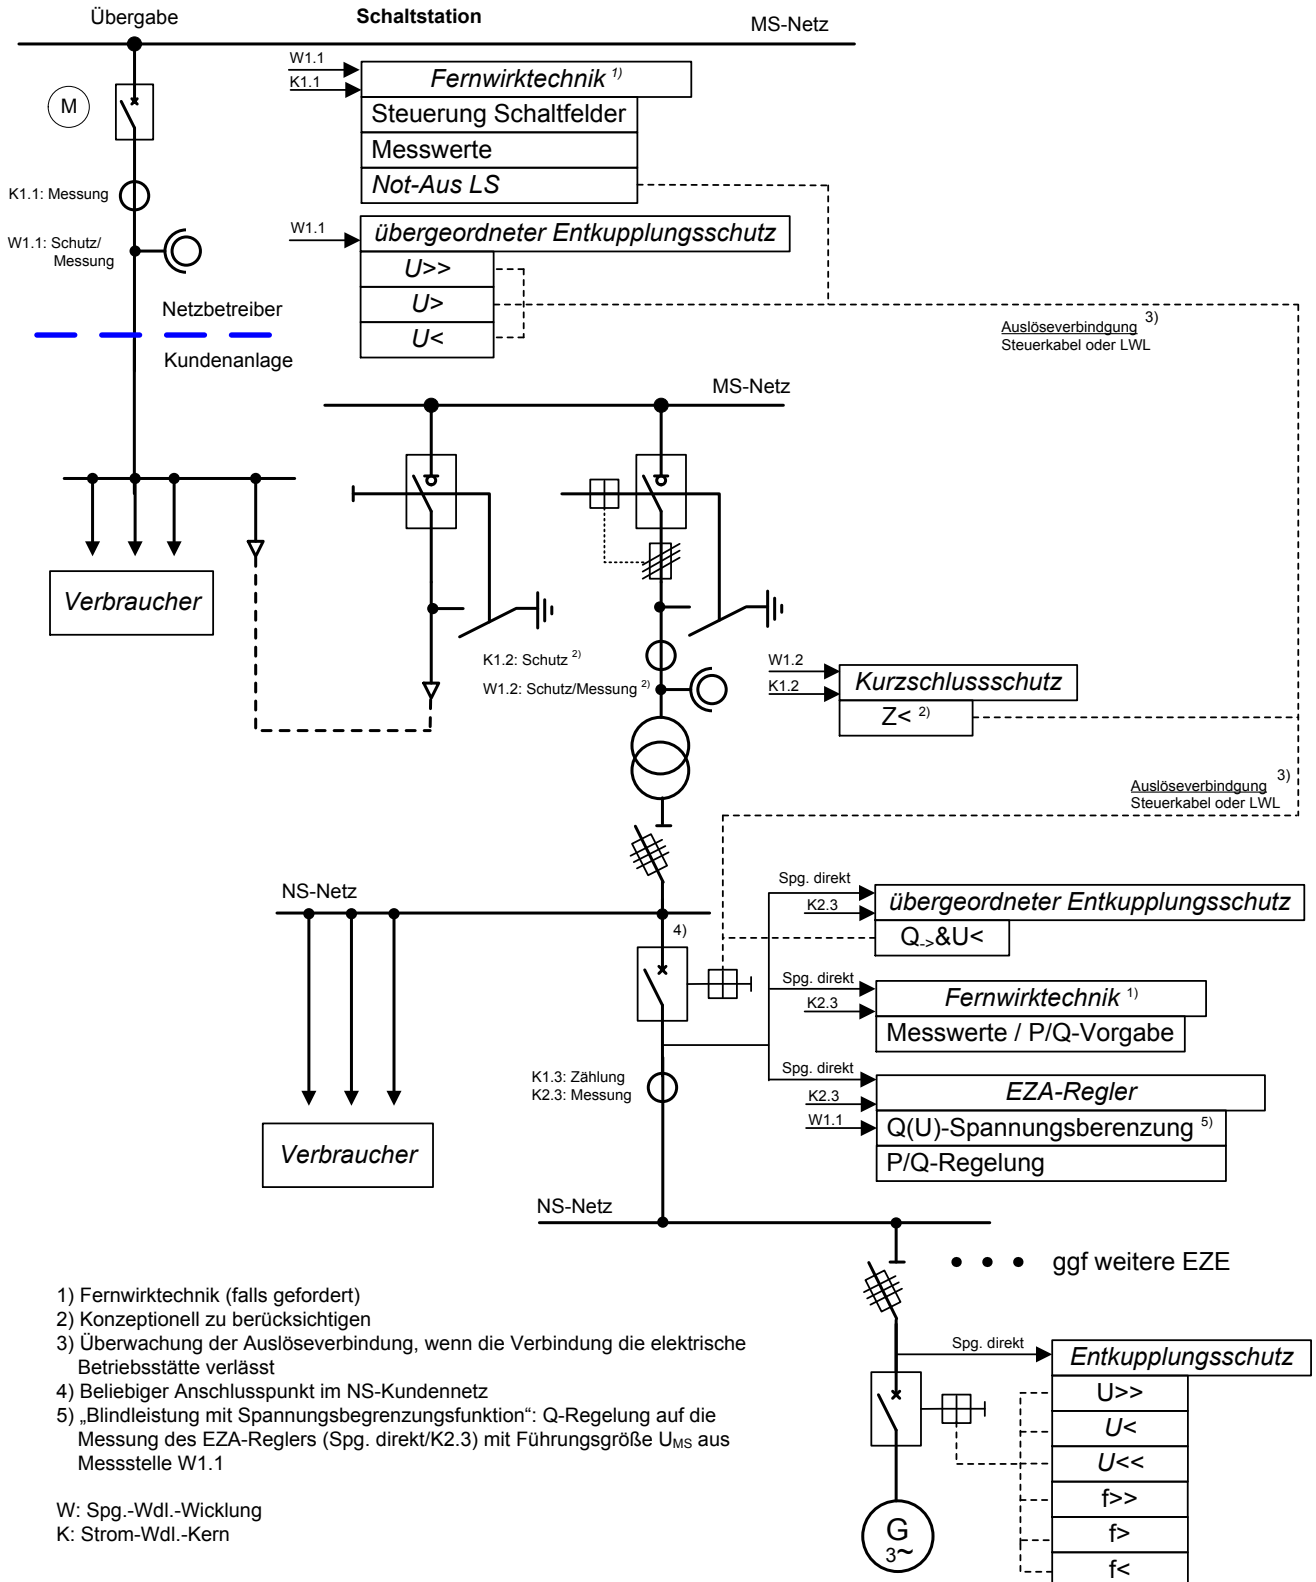 Übergabe
Schaltstation
MS-Netz
M
K1.1: Messung
W1.1: Schutz/
Messung
Netzbetreiber
Kundenanlage
W1.1
K1.1
Fernwirktechnik 1)
Steuerung Schaltfelder
Messwerte
Not-Aus LS
W1.1
übergeordneter Entkupplungsschutz
U>>
U>
U<
Auslöseverbindgung 3)
Steuerkabel oder LWL
MS-Netz
Verbraucher
K1.2: Schutz 2)
W1.2: Schutz/Messung 2)
W1.2
K1.2
Kurzschlussschutz
Z< 2)
Auslöseverbindgung 3)
Steuerkabel oder LWL
NS-Netz
4)
Verbraucher
Spg. direkt
K2.3
übergeordneter Entkupplungsschutz
Q->&U<
Spg. direkt
K2.3
Fernwirktechnik 1)
Messwerte / P/Q-Vorgabe
K1.3: Zählung
K2.3: Messung
Spg. direkt
K2.3
W1.1
EZA-Regler
Q(U)-Spannungsberenzung 5)
P/Q-Regelung
NS-Netz
ggf weitere EZE
Spg. direkt
Entkupplungsschutz
U>>
U<
U<<
f>>
f>
f<
G
3~
1) Fernwirktechnik (falls gefordert)
2) Konzeptionell zu berücksichtigen
3) Überwachung der Auslöseverbindung, wenn die Verbindung die elektrische
Betriebsstätte verlässt
4) Beliebiger Anschlusspunkt im NS-Kundennetz
5) „Blindleistung mit Spannungsbegrenzungsfunktion“: Q-Regelung auf die
Messung des EZA-Reglers (Spg. direkt/K2.3) mit Führungsgröße UMS aus
Messstelle W1.1
W: Spg.-Wdl.-Wicklung
K: Strom-Wdl.-Kern